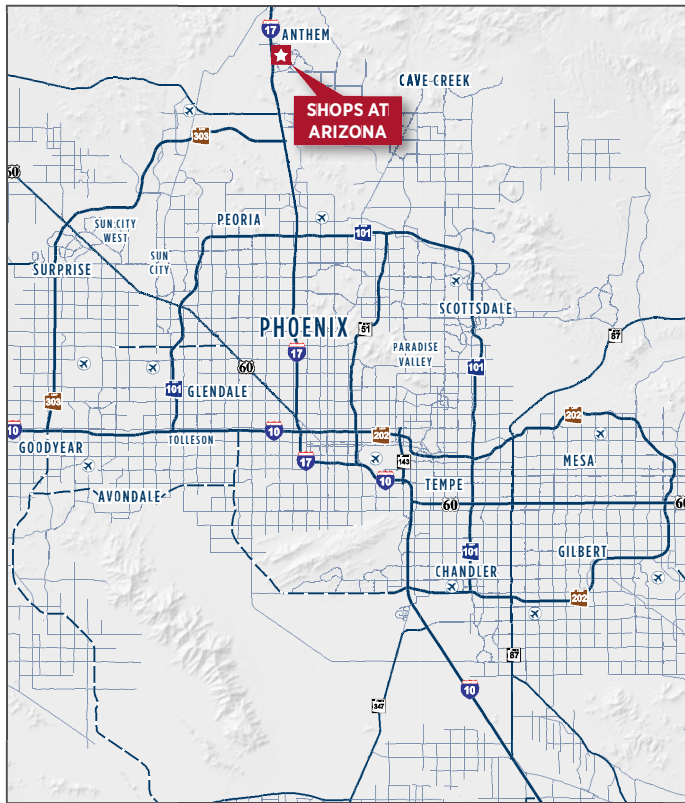 17
ANTHEM
CAVE CREEK
SHOPS AT
ARIZONA
303
60
PEORIA
SUN CITY
WEST
101
SUN
CITY
SURPRISE
SCOTTSDALE
PHOENIX
51
87
PARADISE
VALLEY
17
60
101
101
GLENDALE
303
202
10
TOLLESON
10
202
GOODYEAR
17
143
MESA
10
TEMPE
AVONDALE
60
60
101
GILBERT
CHANDLER
202
87
10
347